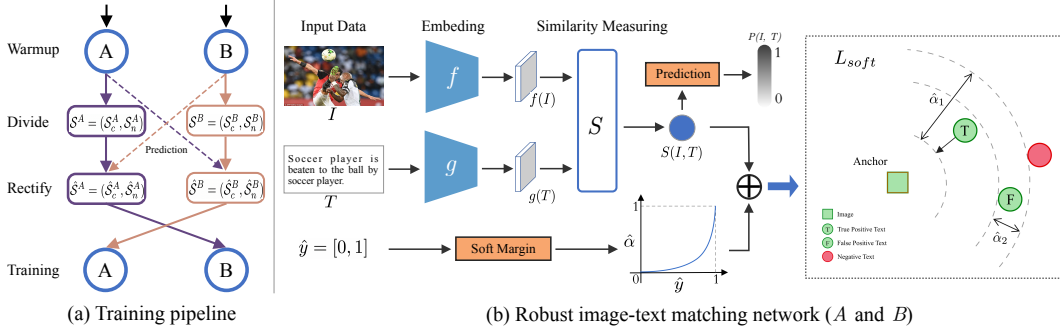 Warmup
A
B
Divide
𝒮^A = (𝒮_c^A, 𝒮_n^A)
𝒮^B = (𝒮_c^B, 𝒮_n^B)
Prediction
Rectify
𝒮̂^A = (𝒮̂_c^A, 𝒮̂_n^A)
𝒮̂^B = (𝒮̂_c^B, 𝒮̂_n^B)
Training
A
B
(a) Training pipeline
Input Data
Embeding
Similarity Measuring
I
f
f(I)
Soccer player is
beaten to the ball by
soccer player.
T
g
g(T)
S
Prediction
S(I,T)
P(I, T)
1
0
ŷ = [0, 1]
Soft Margin
1
α̂
0
ŷ
1
L_soft
α̂₁
T
Anchor
F
α̂₂
Image
T True Positive Text
F False Positive Text
Negative Text
(b) Robust image-text matching network (A and B)